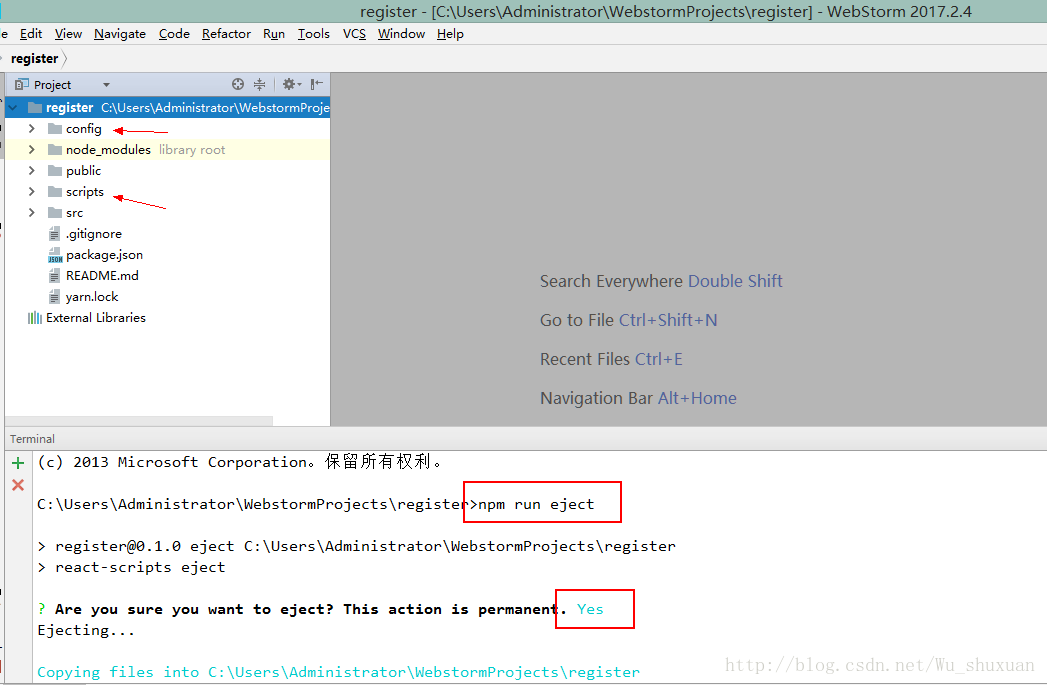 register - [C:\Users\Administrator\WebstormProjects\register] - WebStorm 2017.2.4
e Edit View Navigate Code Refactor Run Tools VCS Window Help
register
Project
register C:\Users\Administrator\WebstormProje
config
node_modules library root
public
scripts
src
.gitignore
package.json
README.md
yarn.lock
External Libraries
Search Everywhere Double Shift
Go to File Ctrl+Shift+N
Recent Files Ctrl+E
Navigation Bar Alt+Home
Terminal
(c) 2013 Microsoft Corporation。保留所有权利。
C:\Users\Administrator\WebstormProjects\register>npm run eject
> register@0.1.0 eject C:\Users\Administrator\WebstormProjects\register
> react-scripts eject
? Are you sure you want to eject? This action is permanent. Yes
Ejecting...
Copying files into C:\Users\Administrator\WebstormProjects\register
http://blog.csdn.net/Wu_shuxuan